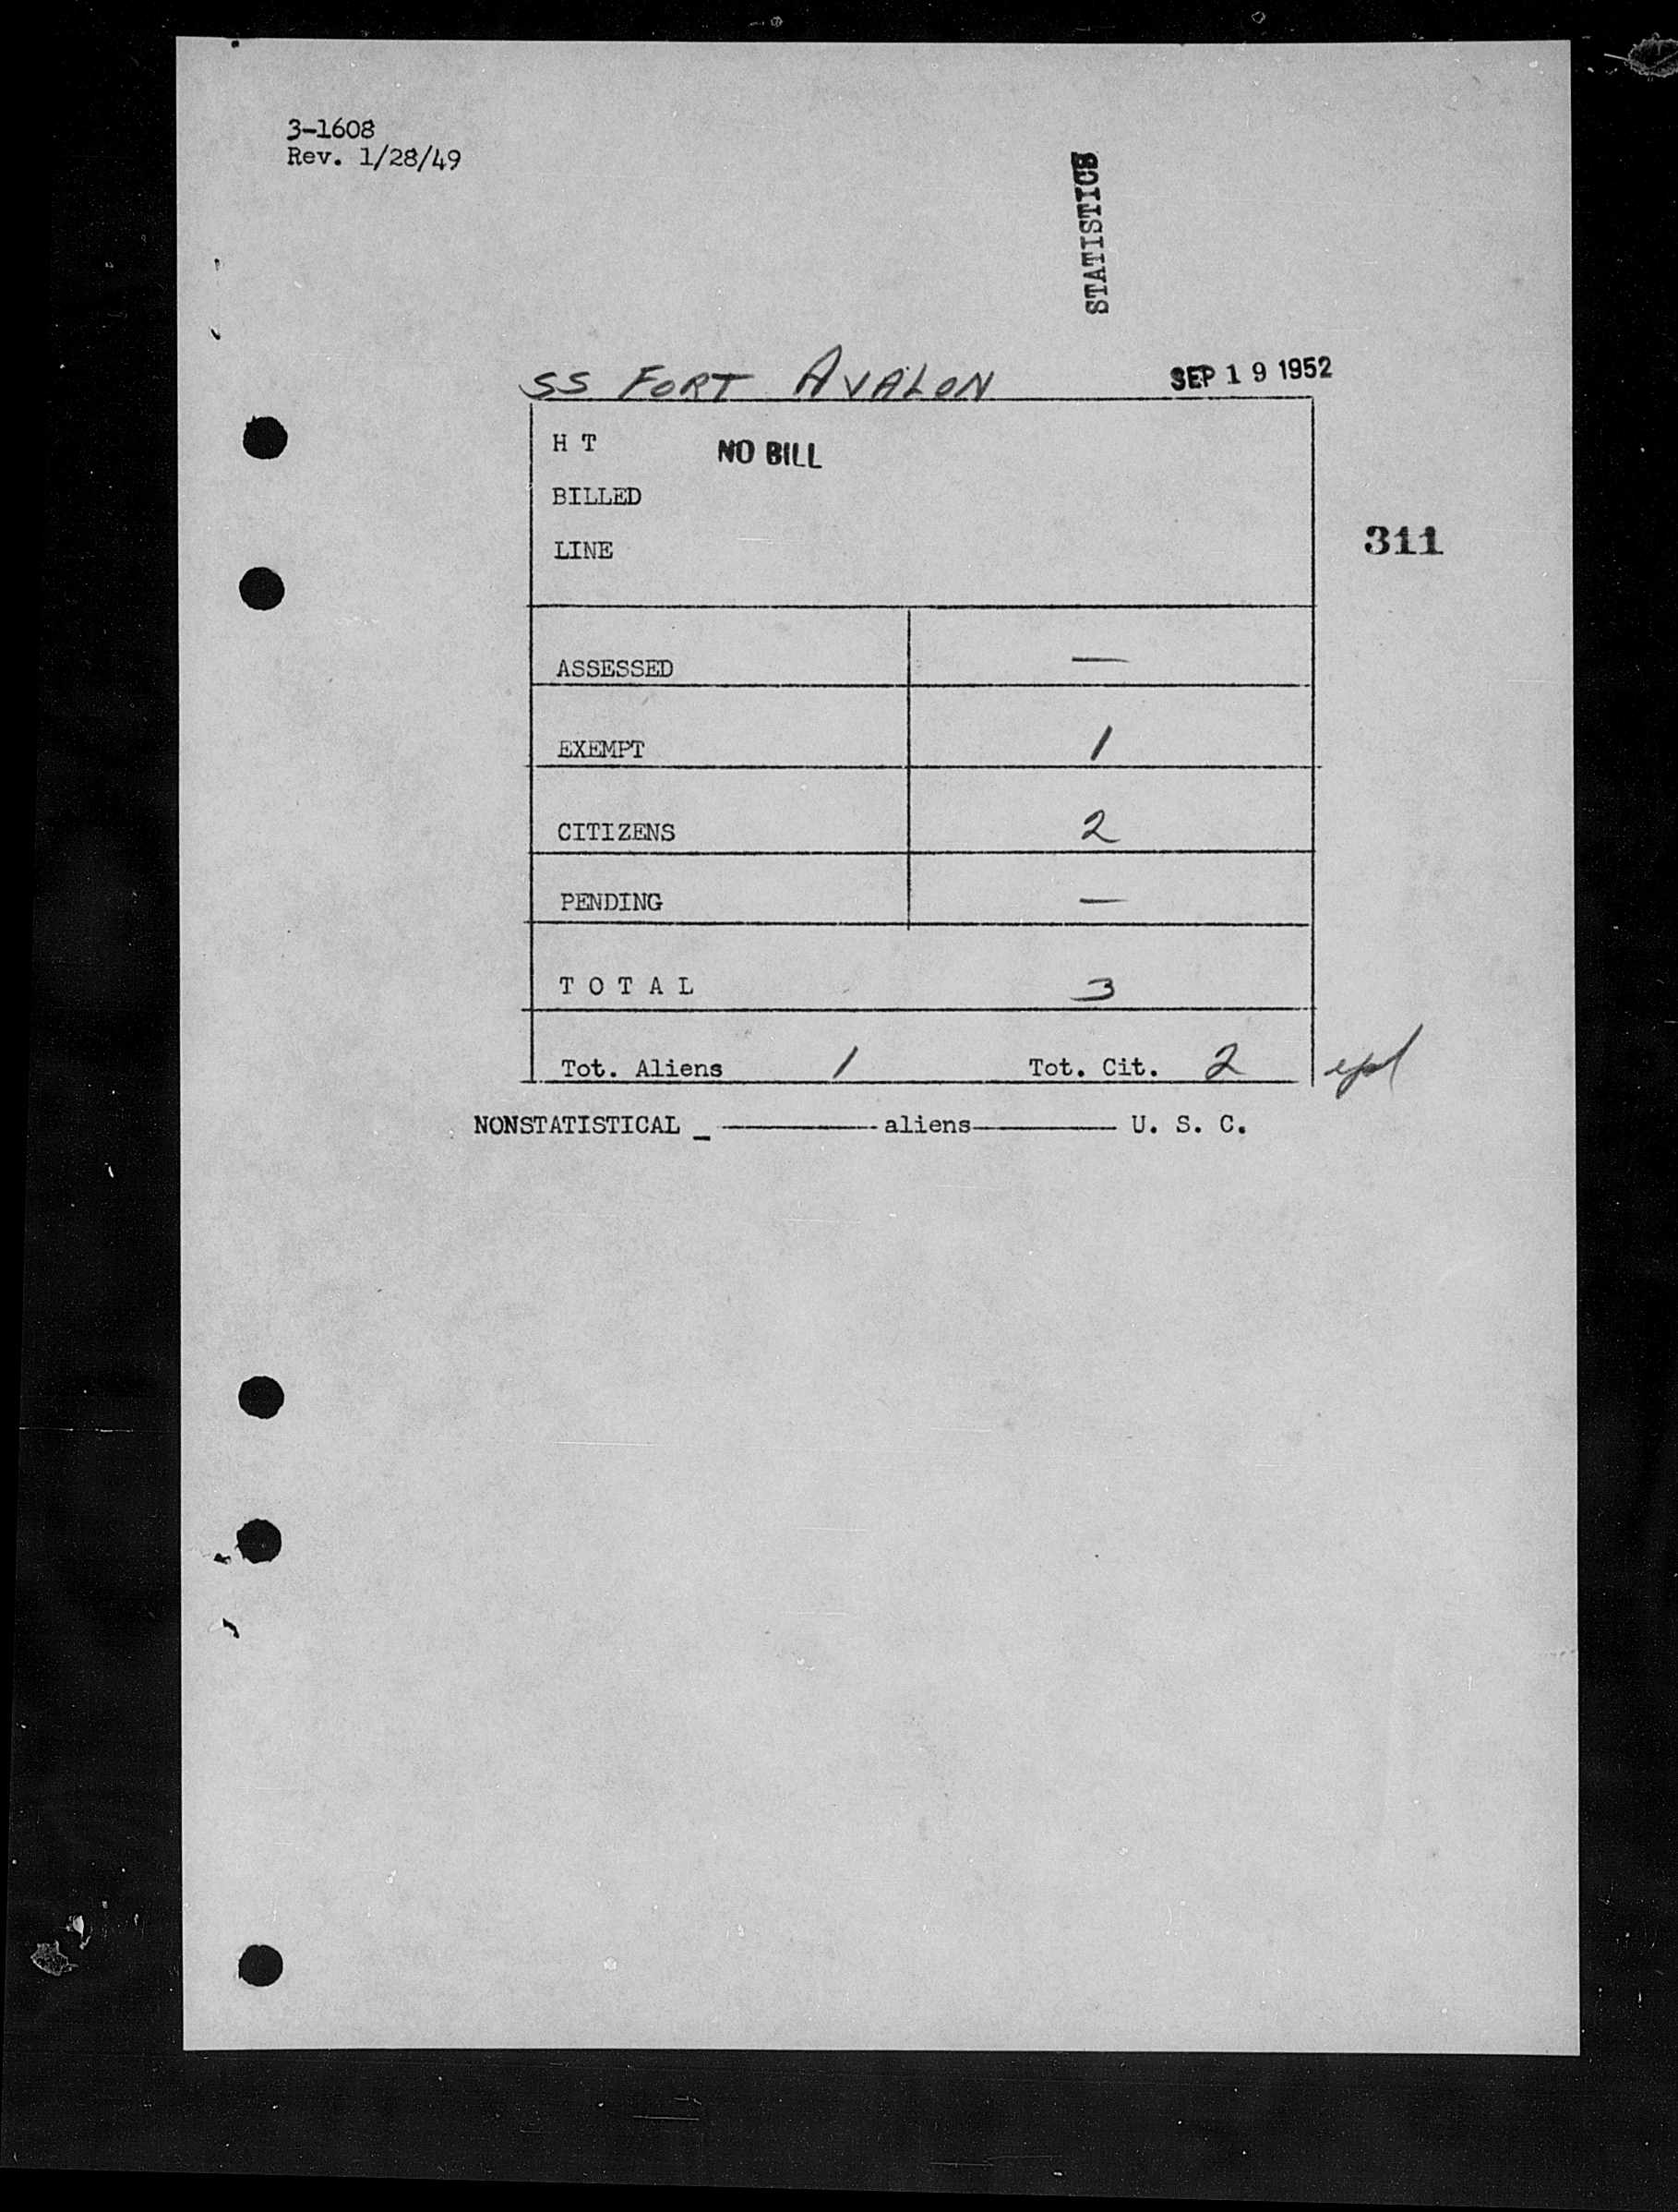 3-1608
Rev. 1/28/49
STATISTICS
SS FORT AVALON SEP 19 1952
H T NO BILL
BILLED
LINE
311
ASSESSED —
EXEMPT 1
CITIZENS 2
PENDING —
T O T A L 3
Tot. Aliens 1 Tot. Cit. 2
NONSTATISTICAL _ ———— aliens ———— U. S. C.